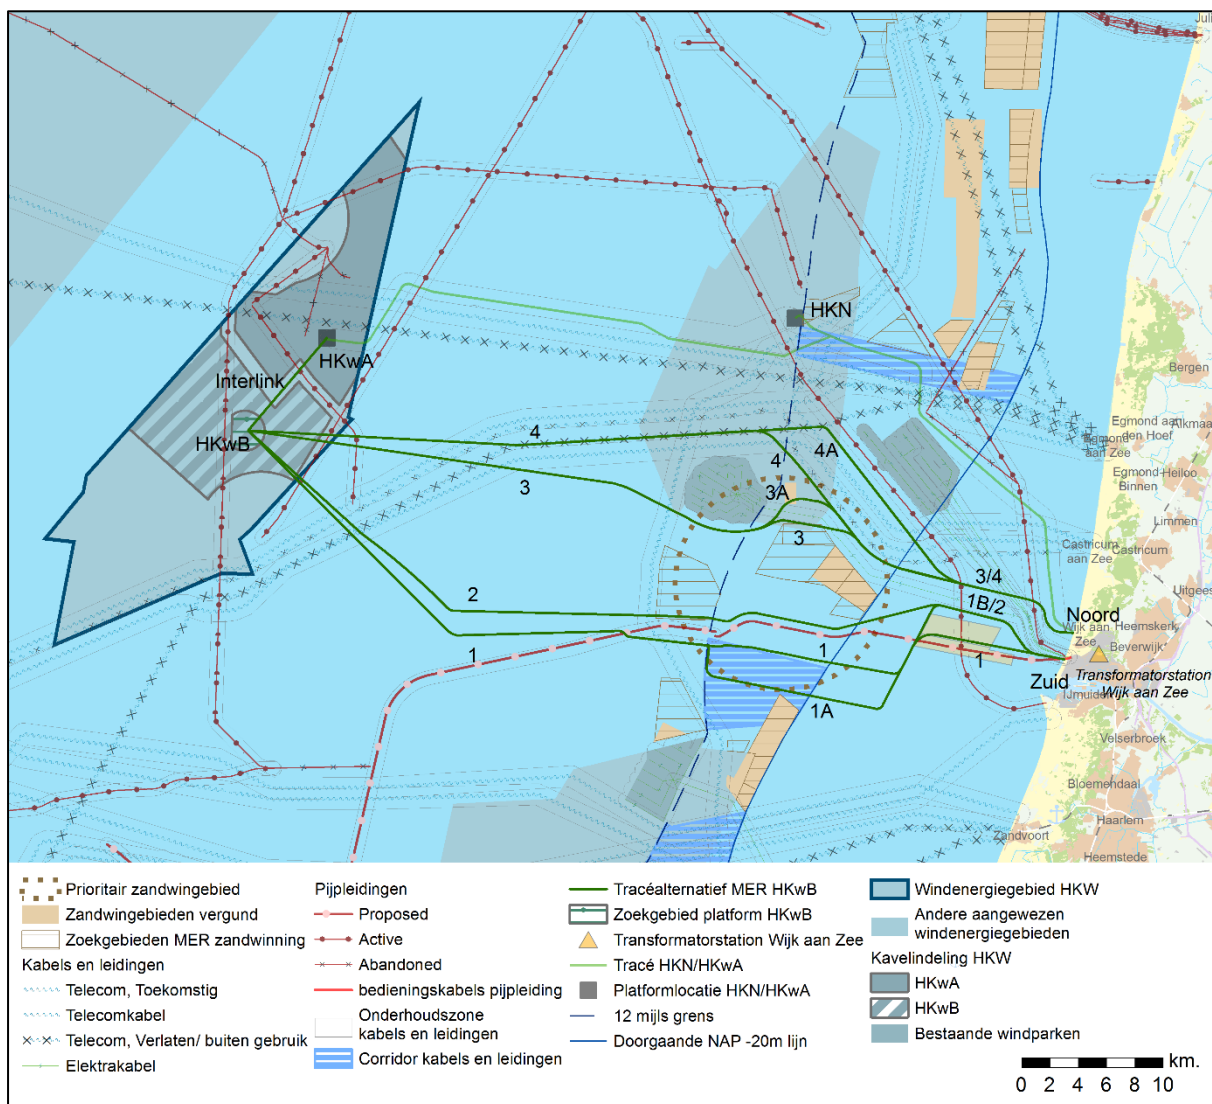 Juli
HKN
HKwA
Interlink
HKwB
Bergen
Egmond aan
den Hoef
Alkmaa
Egmond
aan Zee
Egmond-
Binnen
Heiloo
Limmen
Castricum
aan Zee
Castricum
Uitgees
4
4
4A
3
3A
3
3/4
1B/2
2
1
1
1
1A
Noord
Wijk aan
Zee
Heemskerk
Beverwijk
Zuid
Transformatorstation
Wijk aan Zee
IJmuiden
Velserbroek
Bloemendaal
Haarlem
Zandvoort
Heemstede
Prioritair zandwingebied
Zandwingebieden vergund
Zoekgebieden MER zandwinning
Kabels en leidingen
Telecom, Toekomstig
Telecomkabel
Telecom, Verlaten/ buiten gebruik
Elektrakabel
Pijpleidingen
Proposed
Active
Abandoned
bedieningskabels pijpleiding
Onderhoudszone
kabels en leidingen
Corridor kabels en leidingen
Tracéalternatief MER HKwB
Zoekgebied platform HKwB
Transformatorstation Wijk aan Zee
Tracé HKN/HKwA
Platformlocatie HKN/HKwA
12 mijls grens
Doorgaande NAP -20m lijn
Windenergiegebied HKW
Andere aangewezen
windenergiegebieden
Kavelindeling HKW
HKwA
HKwB
Bestaande windparken
km.
0 2 4 6 8 10